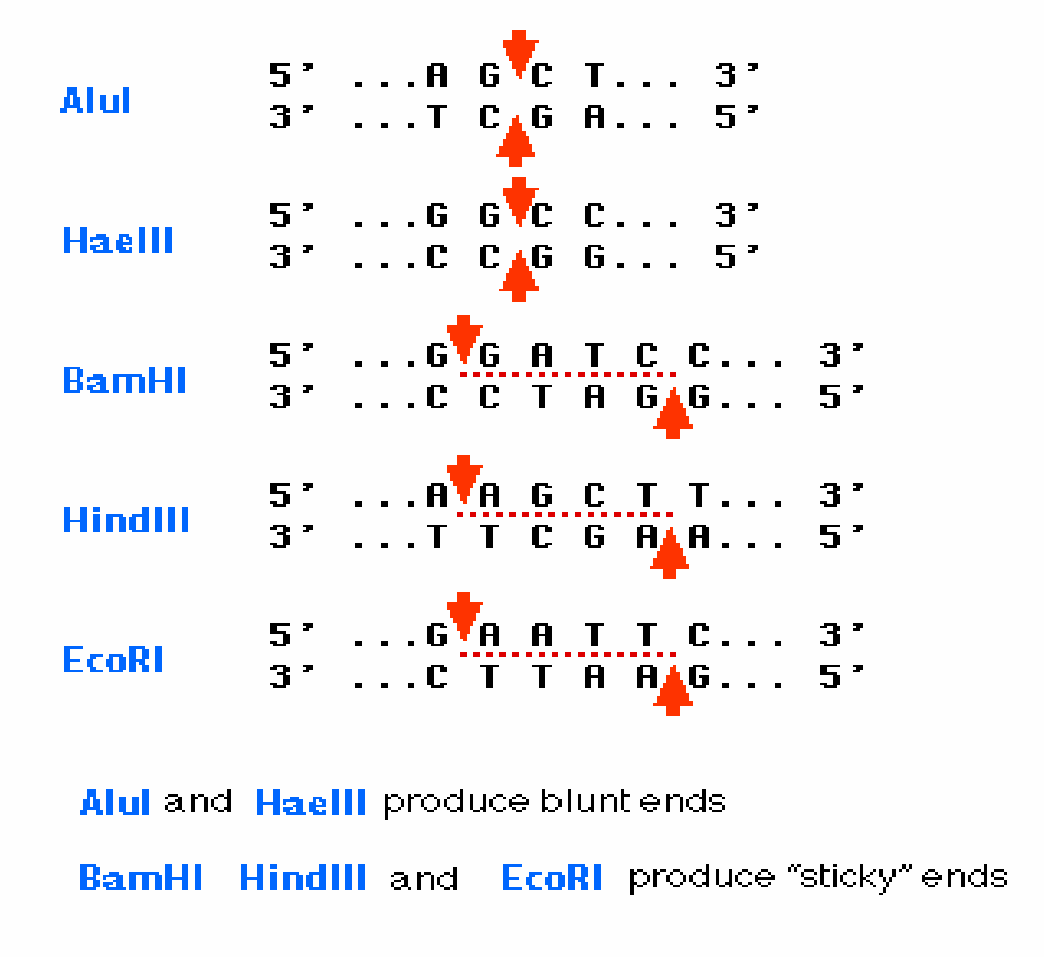 5’ ...A G C T... 3’
AluI
3’ ...T C G A... 5’
5’ ...G G C C... 3’
HaeIII
3’ ...C C G G... 5’
5’ ...G G A T C C... 3’
BamHI
3’ ...C C T A G G... 5’
5’ ...A A G C T T... 3’
HindIII
3’ ...T T C G A A... 5’
5’ ...G A A T T C... 3’
EcoRI
3’ ...C T T A A G... 5’
AluI and HaeIII produce blunt ends
BamHI HindIII and EcoRI produce “sticky” ends